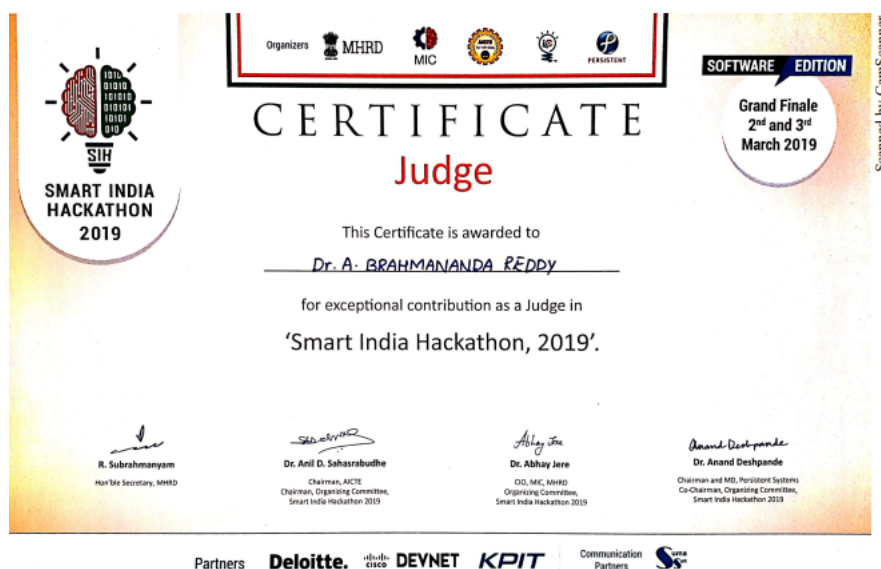 Organizers MHRD MIC AICTE PERSISTENT
SOFTWARE EDITION
Grand Finale
2nd and 3rd
March 2019
SIH
SMART INDIA
HACKATHON
2019
CERTIFICATE
Judge
This Certificate is awarded to
Dr. A. BRAHMANANDA REDDY
for exceptional contribution as a Judge in
‘Smart India Hackathon, 2019’.
Abhay Jere
Anand Deshpande
R. Subrahmanyam
Hon'ble Secretary, MHRD
Dr. Anil D. Sahasrabudhe
Chairman, AICTE
Chairman, Organizing Committee,
Smart India Hackathon 2019
Dr. Abhay Jere
CIO, MIC, MHRD
Organizing Committee,
Smart India Hackathon 2019
Dr. Anand Deshpande
Chairman and MD, Persistent Systems
Co-Chairman, Organizing Committee,
Smart India Hackathon 2019
Scanned by CamScanner
Partners Deloitte. CISCO DEVNET KPIT
Communication
Partners